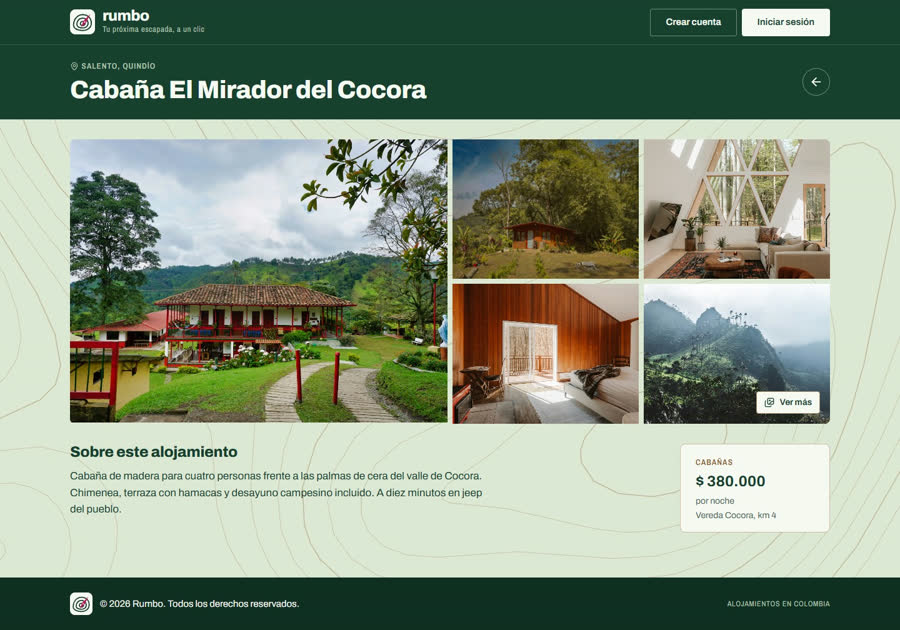 rumbo
Tu próxima escapada, a un clic
Crear cuenta
Iniciar sesión
SALENTO, QUINDÍO
Cabaña El Mirador del Cocora
Ver más
Sobre este alojamiento
Cabaña de madera para cuatro personas frente a las palmas de cera del valle de Cocora.
Chimenea, terraza con hamacas y desayuno campesino incluido. A diez minutos en jeep
del pueblo.
CABAÑAS
$ 380.000
por noche
Vereda Cocora, km 4
© 2026 Rumbo. Todos los derechos reservados.
ALOJAMIENTOS EN COLOMBIA